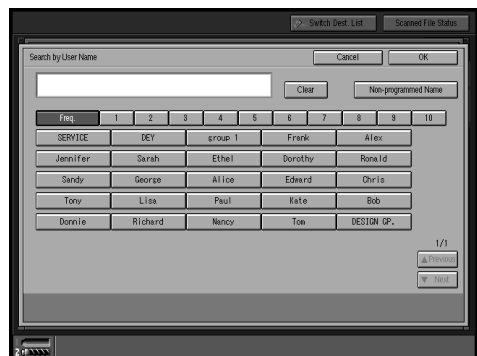 Switch Dest. List Scanned File Status
Search by User Name Cancel OK
Clear Non-programmed Name
Freq. 1 2 3 4 5 6 7 8 9 10
SERVICE DEY group 1 Frank Alex
Jennifer Sarah Ethel Dorothy Ronald
Sandy George Alice Edward Chris
Tony Lisa Paul Kate Bob
Donnie Richard Nancy Tom DESIGN GP.
1/1
▲Previous
▼ Next
1
2